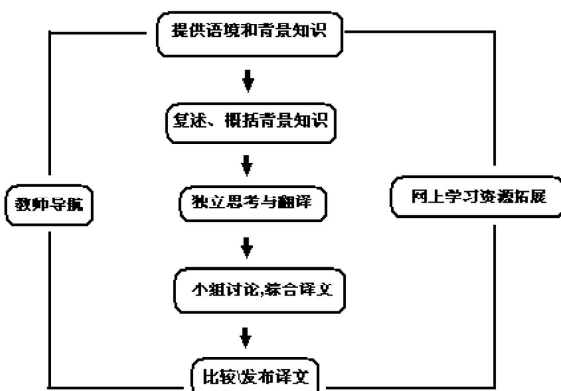 提供语境和背景知识
复述、概括背景知识
教师导航
独立思考与翻译
网上学习资源拓展
小组讨论,综合译文
比较\发布译文